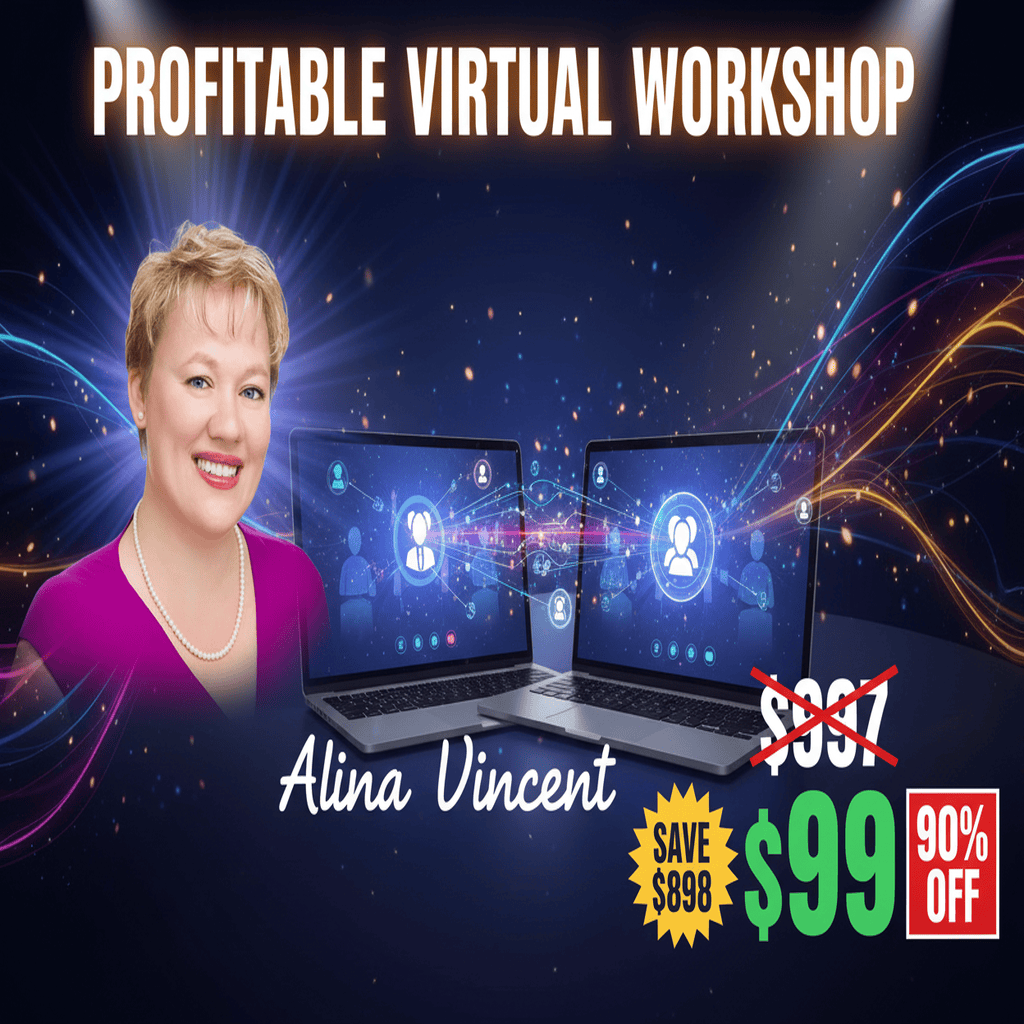 PROFITABLE VIRTUAL WORKSHOP
Alina Vincent
$997
SAVE
$898
$99
90%
OFF